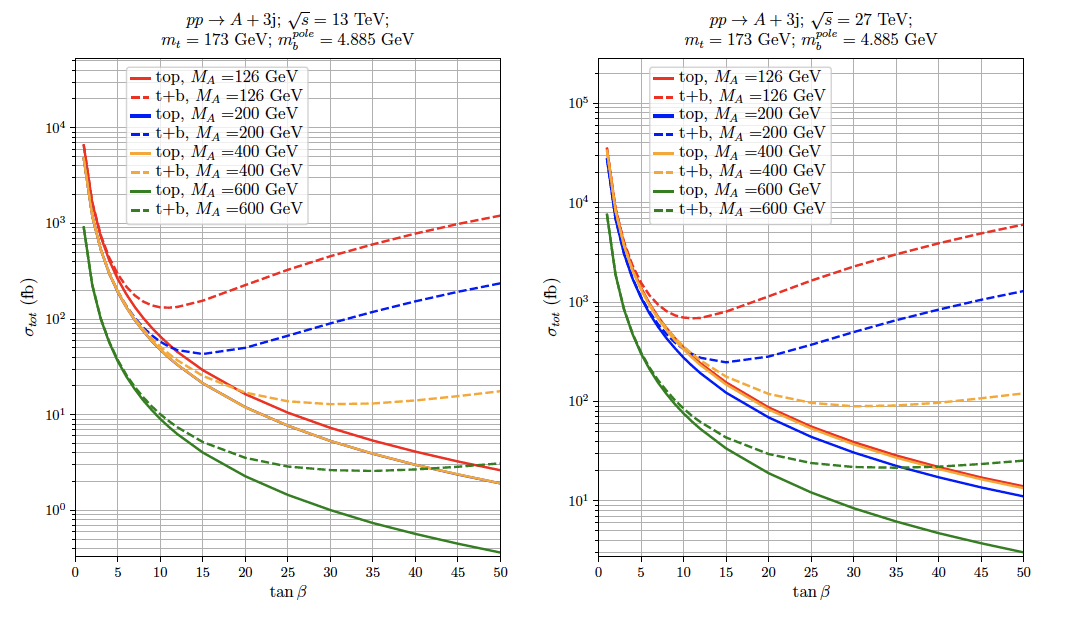 pp → A + 3j; √s = 13 TeV;
m_t = 173 GeV; m_b^{pole} = 4.885 GeV
top, M_A =126 GeV
t+b, M_A =126 GeV
top, M_A =200 GeV
t+b, M_A =200 GeV
top, M_A =400 GeV
t+b, M_A =400 GeV
top, M_A =600 GeV
t+b, M_A =600 GeV
10^4
10^3
10^2
10^1
10^0
σ_{tot} (fb)
0 5 10 15 20 25 30 35 40 45 50
tan β
pp → A + 3j; √s = 27 TeV;
m_t = 173 GeV; m_b^{pole} = 4.885 GeV
top, M_A =126 GeV
t+b, M_A =126 GeV
top, M_A =200 GeV
t+b, M_A =200 GeV
top, M_A =400 GeV
t+b, M_A =400 GeV
top, M_A =600 GeV
t+b, M_A =600 GeV
10^5
10^4
10^3
10^2
10^1
σ_{tot} (fb)
0 5 10 15 20 25 30 35 40 45 50
tan β